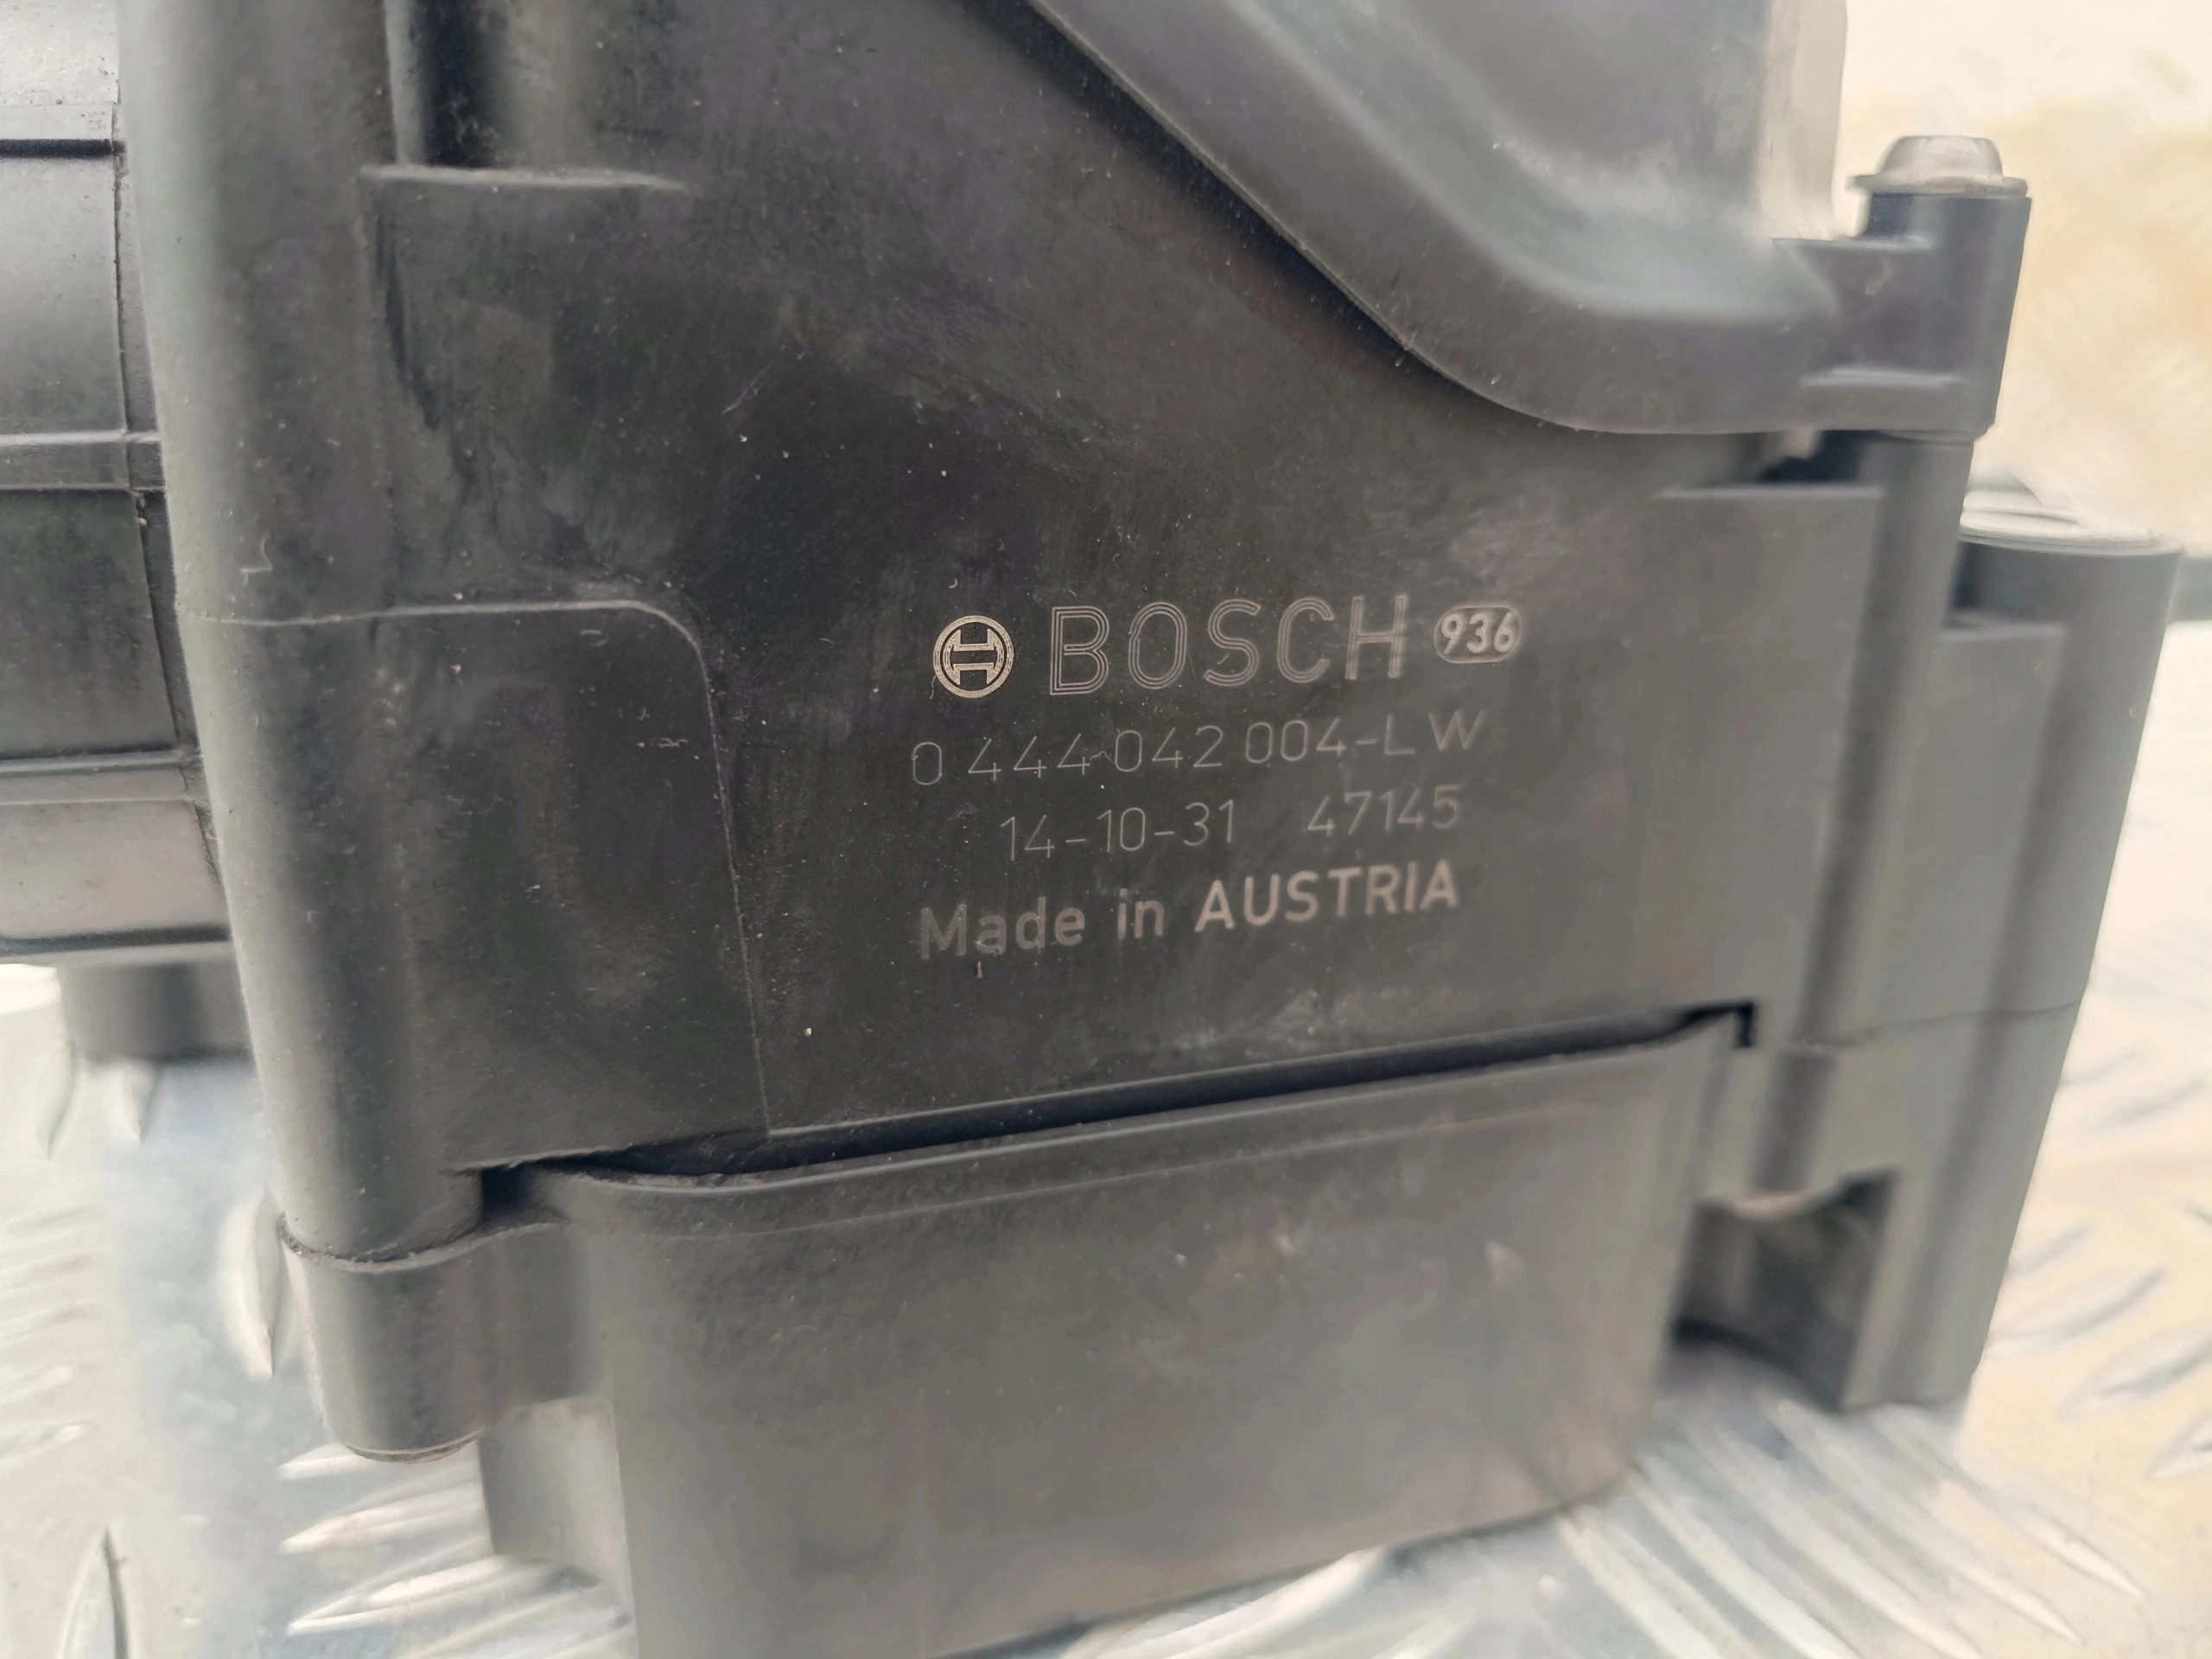 BOSCH 936
0 444 042 004-LW
14-10-31 47145
Made in AUSTRIA